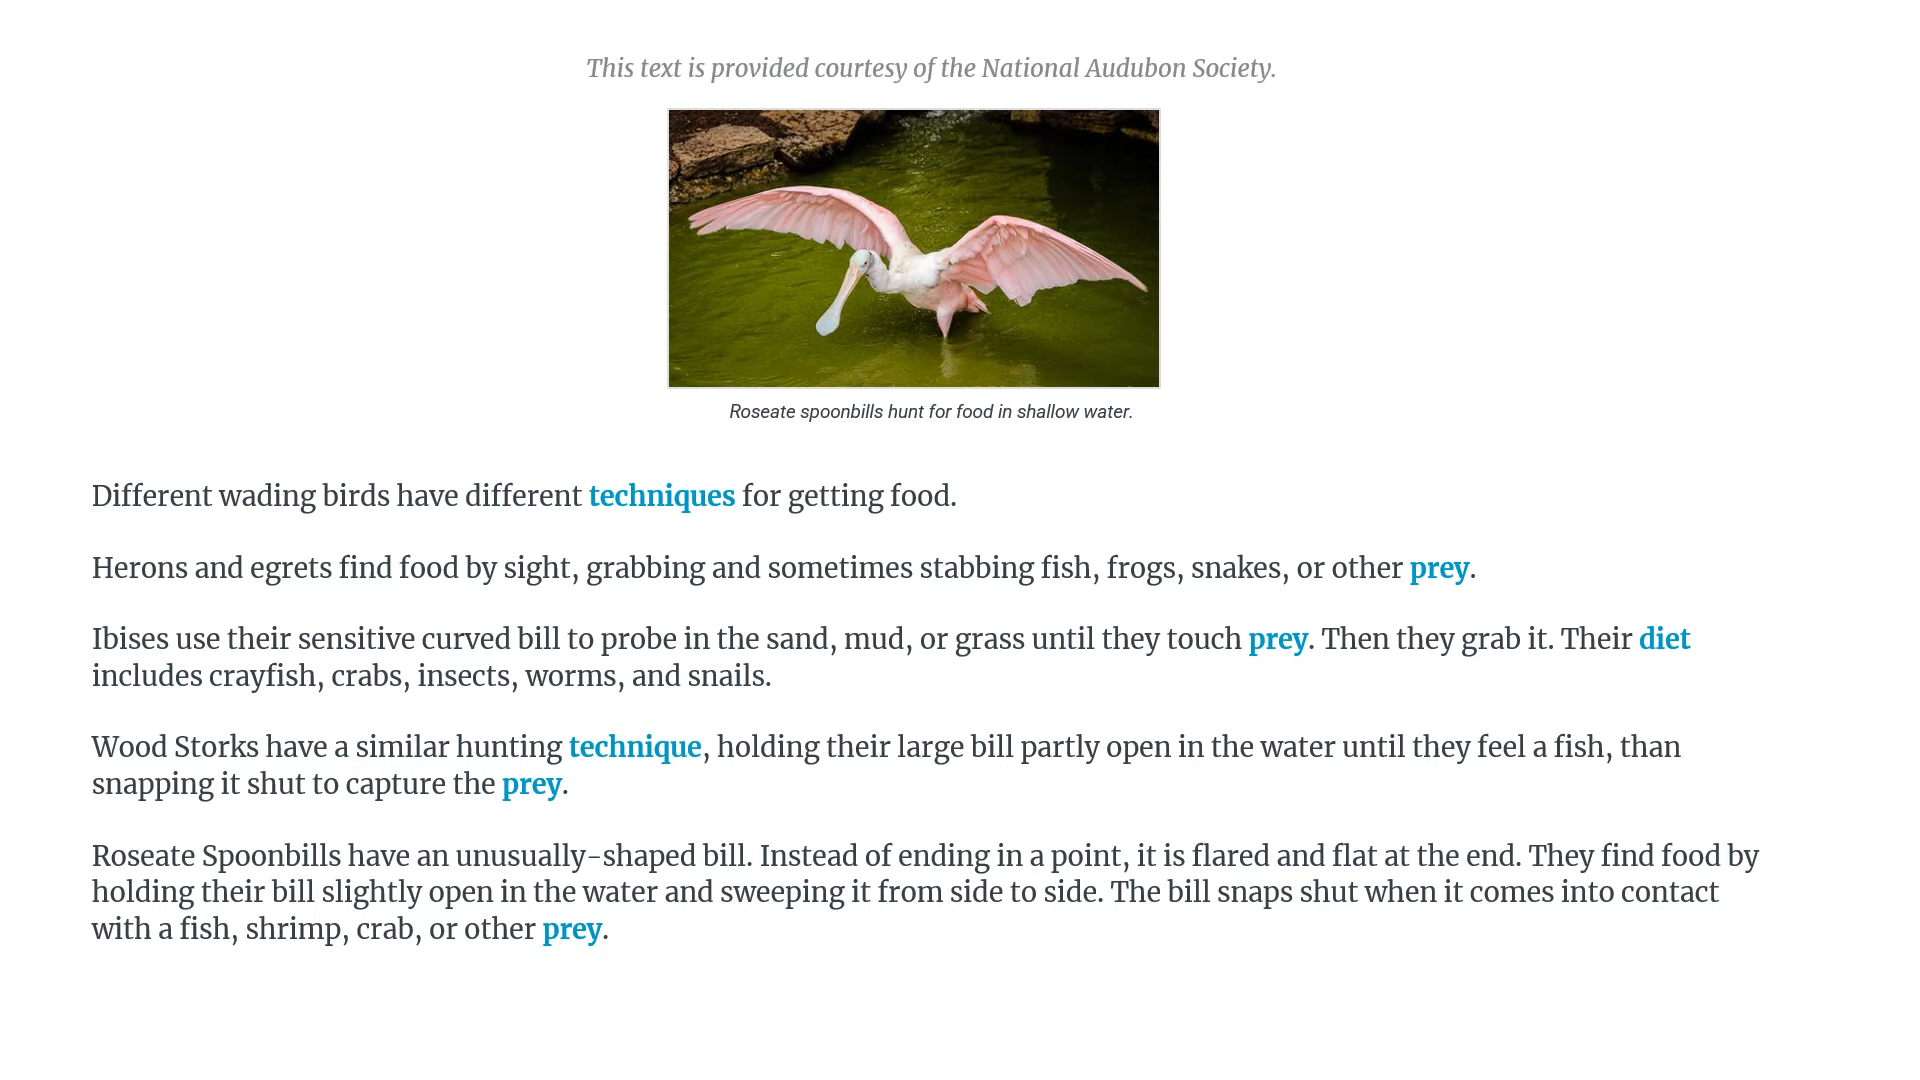 This text is provided courtesy of the National Audubon Society.
Roseate spoonbills hunt for food in shallow water.
Different wading birds have different techniques for getting food.
Herons and egrets find food by sight, grabbing and sometimes stabbing fish, frogs, snakes, or other prey.
Ibises use their sensitive curved bill to probe in the sand, mud, or grass until they touch prey. Then they grab it. Their diet
includes crayfish, crabs, insects, worms, and snails.
Wood Storks have a similar hunting technique, holding their large bill partly open in the water until they feel a fish, than
snapping it shut to capture the prey.
Roseate Spoonbills have an unusually-shaped bill. Instead of ending in a point, it is flared and flat at the end. They find food by
holding their bill slightly open in the water and sweeping it from side to side. The bill snaps shut when it comes into contact
with a fish, shrimp, crab, or other prey.